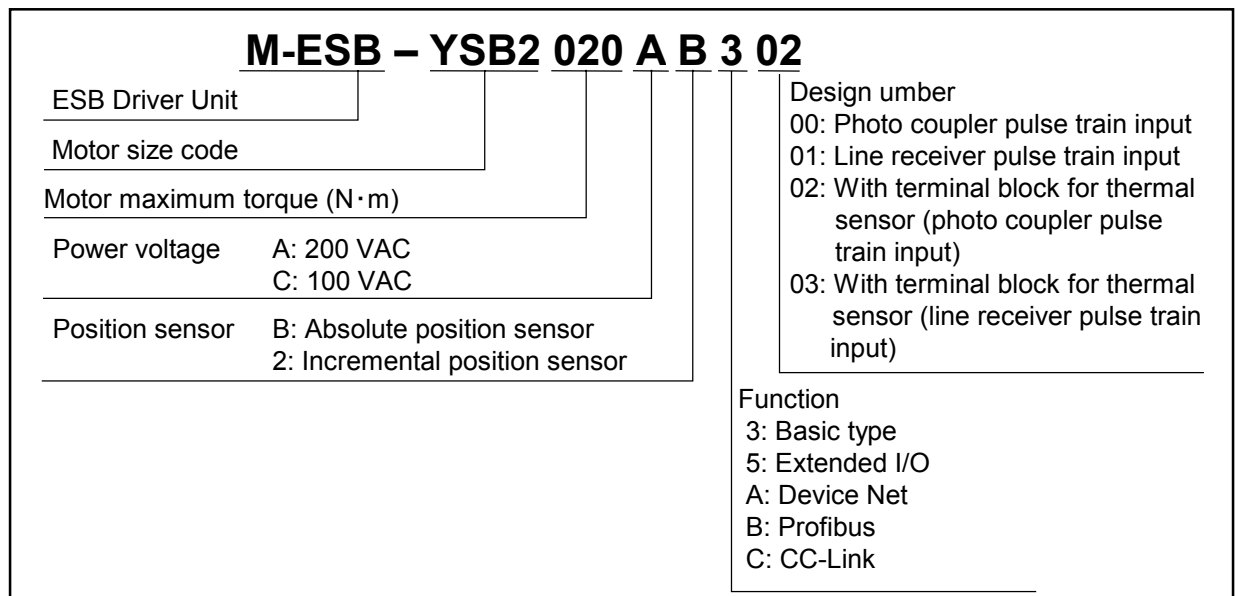 M-ESB – YSB2 020 A B 3 02
ESB Driver Unit
Motor size code
Motor maximum torque (N･m)
Power voltage A: 200 VAC
C: 100 VAC
Position sensor B: Absolute position sensor
2: Incremental position sensor
Design umber
00: Photo coupler pulse train input
01: Line receiver pulse train input
02: With terminal block for thermal
sensor (photo coupler pulse
train input)
03: With terminal block for thermal
sensor (line receiver pulse train
input)
Function
3: Basic type
5: Extended I/O
A: Device Net
B: Profibus
C: CC-Link